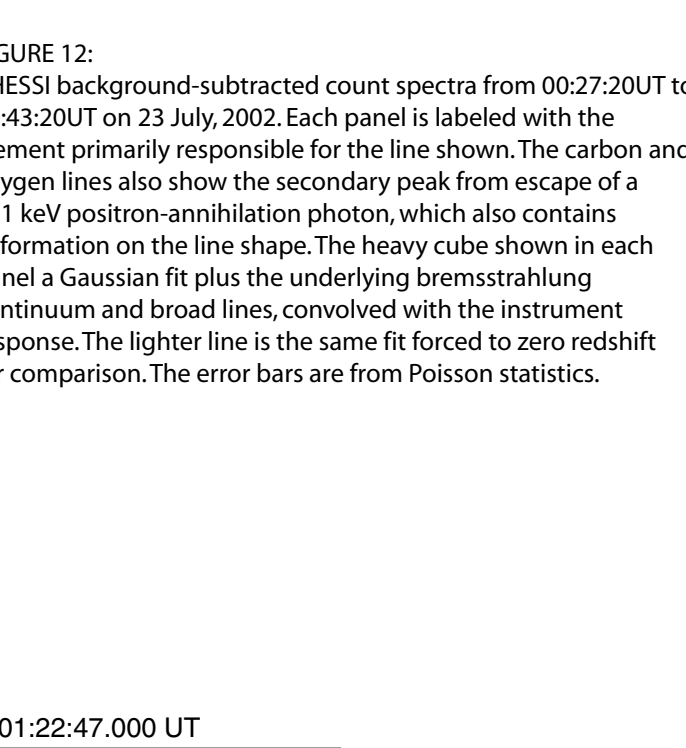 GURE 12:
HESSI background-subtracted count spectra from 00:27:20UT to
:43:20UT on 23 July, 2002. Each panel is labeled with the
ement primarily responsible for the line shown. The carbon and
ygen lines also show the secondary peak from escape of a
1 keV positron-annihilation photon, which also contains
formation on the line shape. The heavy cube shown in each
nel a Gaussian fit plus the underlying bremsstrahlung
ntinuum and broad lines, convolved with the instrument
sponse. The lighter line is the same fit forced to zero redshift
r comparison. The error bars are from Poisson statistics.
01:22:47.000 UT